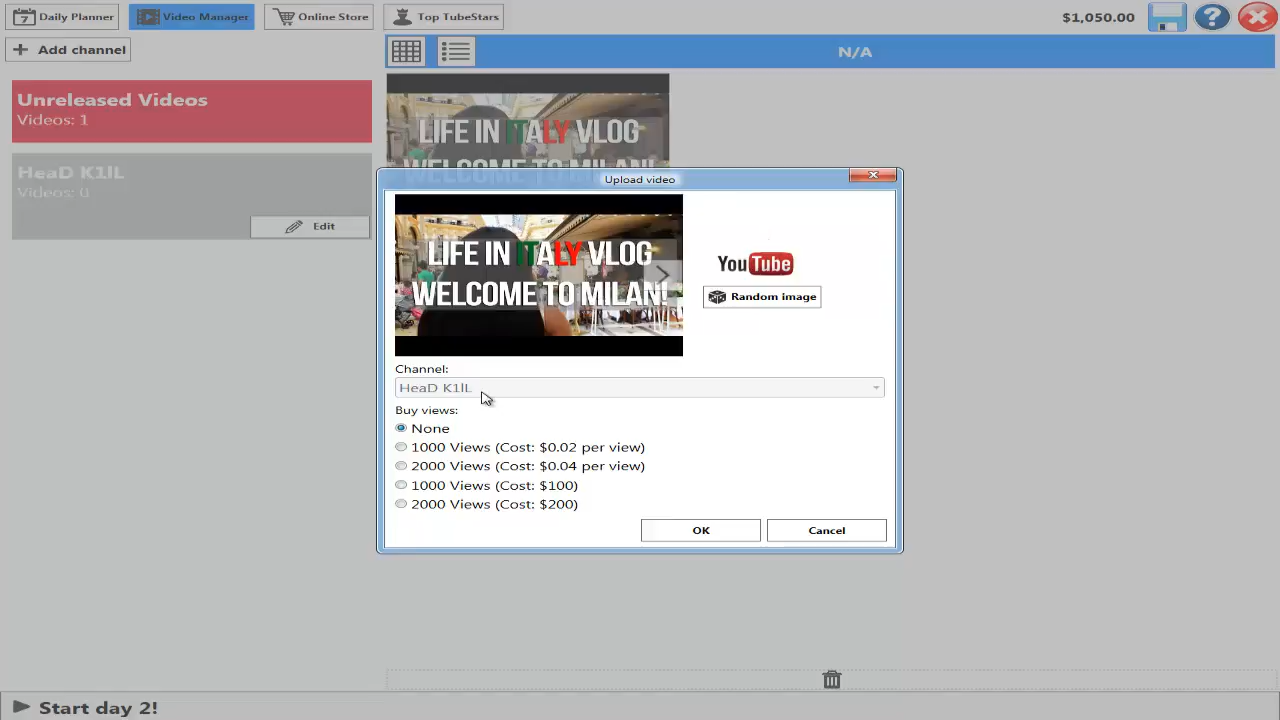 Daily Planner
Video Manager
Online Store
Top TubeStars
$1,050.00
Add channel
N/A
Unreleased Videos
Videos: 1
HeaD K1lL
Videos: 0
Edit
LIFE IN ITALY VLOG
WELCOME TO MILAN!
Upload video
LIFE IN ITALY VLOG
WELCOME TO MILAN!
YouTube
Random image
Channel:
HeaD K1lL
Buy views:
None
1000 Views (Cost: $0.02 per view)
2000 Views (Cost: $0.04 per view)
1000 Views (Cost: $100)
2000 Views (Cost: $200)
OK
Cancel
Start day 2!